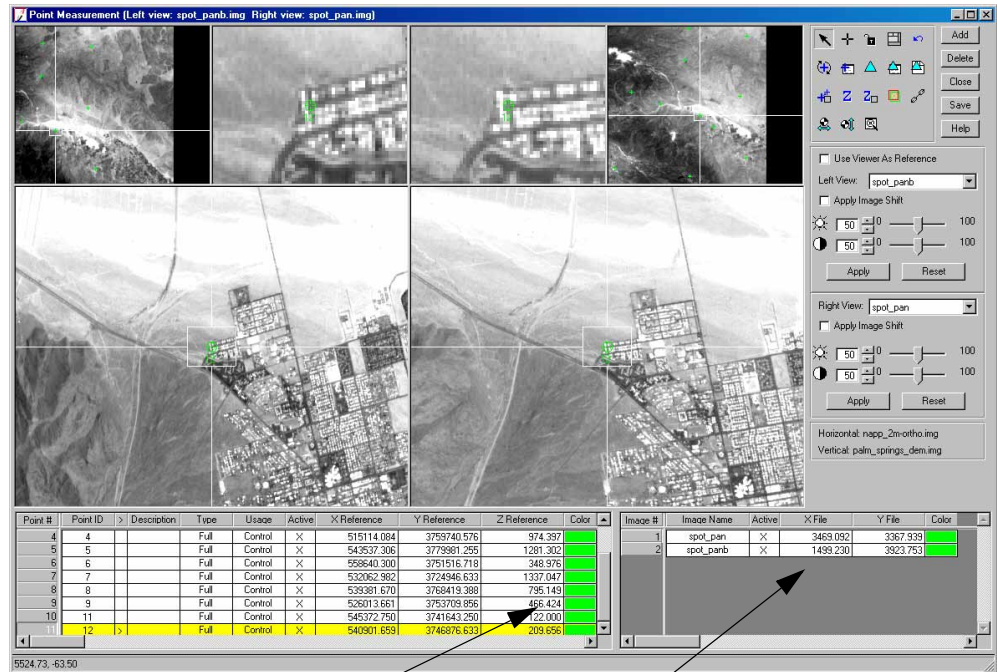 Point Measurement (Left view: spot_panb.img Right view: spot_pan.img)
Add
Delete
Close
Save
Help
Use Viewer As Reference
Left View: spot_panb
Apply Image Shift
50 0 100
50 0 100
Apply Reset
Right View: spot_pan
Apply Image Shift
50 0 100
50 0 100
Apply Reset
Horizontal: napp_2m-ortho.img
Vertical: palm_springs_dem.img
Point # Point ID > Description Type Usage Active X Reference Y Reference Z Reference Color
4 4 Full Control X 515114.084 3759740.576 974.397
5 5 Full Control X 543537.306 3779981.255 1281.302
6 6 Full Control X 558640.300 3751516.718 348.976
7 7 Full Control X 532062.982 3724946.633 1337.047
8 8 Full Control X 539381.670 3768419.388 795.149
9 9 Full Control X 526013.661 3753709.856 466.424
10 11 Full Control X 545372.750 3741643.250 122.000
11 12 > Full Control X 540901.659 3746876.633 209.656
Image # Image Name Active X File Y File Color
1 spot_pan X 3469.092 3367.939
2 spot_panb X 1499.230 3923.753
5524.73, -63.50